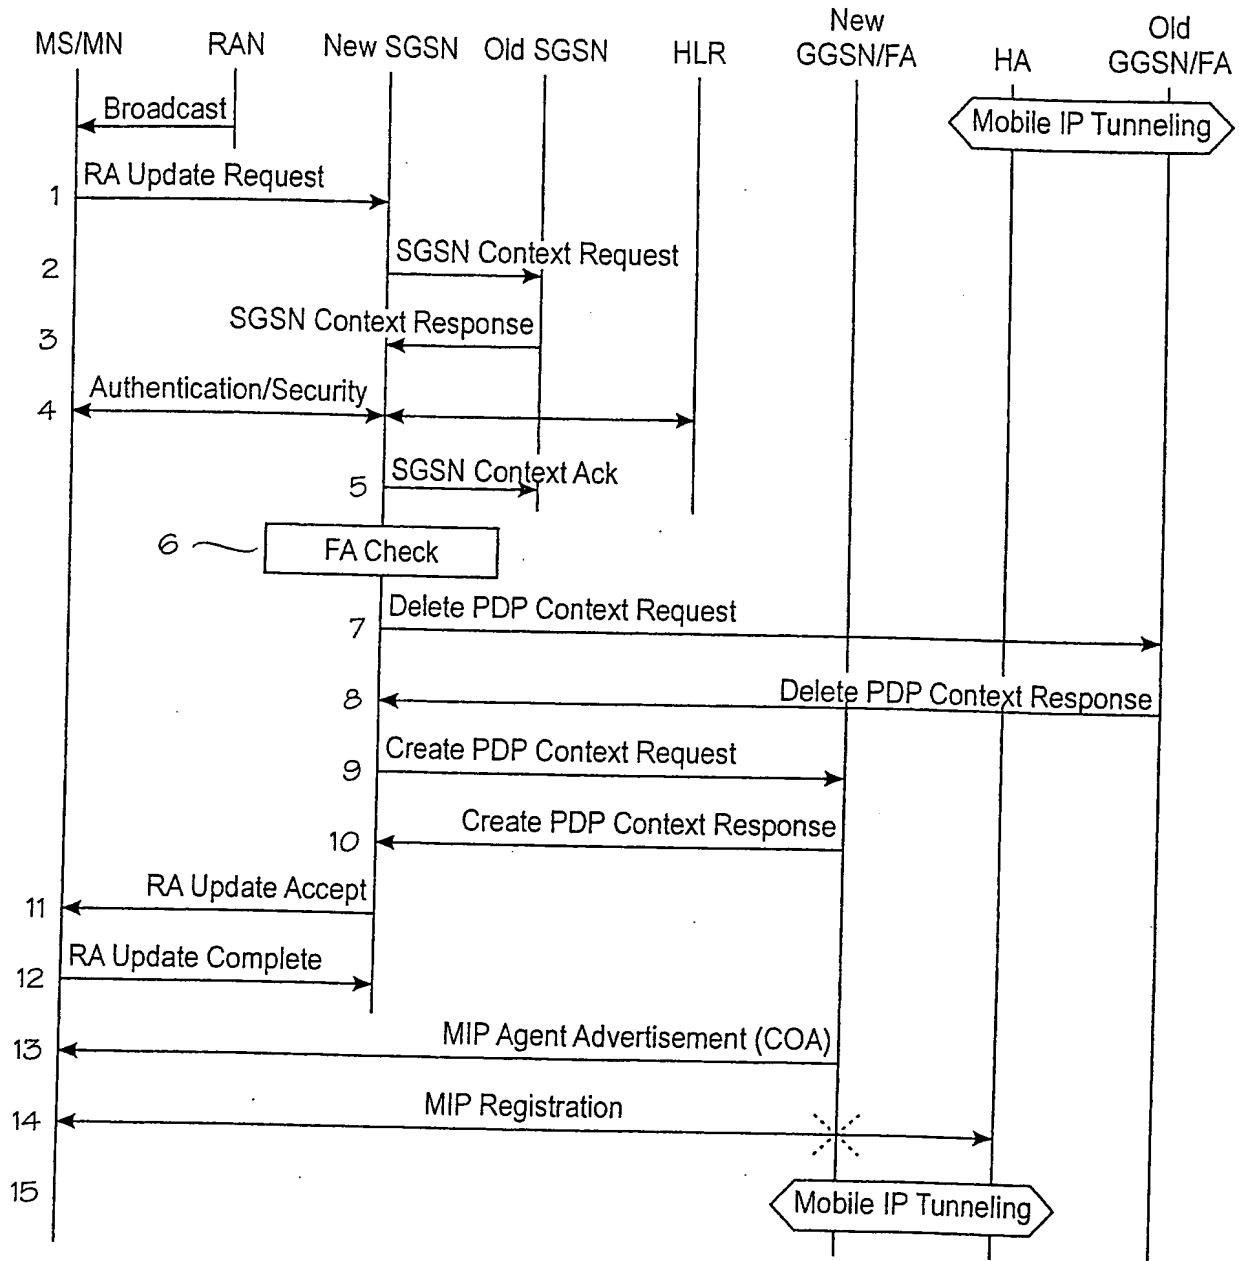 MS/MN
RAN
New SGSN
Old SGSN
HLR
New
GGSN/FA
HA
Old
GGSN/FA
Broadcast
Mobile IP Tunneling
1
RA Update Request
2
SGSN Context Request
3
SGSN Context Response
4
Authentication/Security
5
SGSN Context Ack
6
FA Check
7
Delete PDP Context Request
8
Delete PDP Context Response
9
Create PDP Context Request
10
Create PDP Context Response
11
RA Update Accept
12
RA Update Complete
13
MIP Agent Advertisement (COA)
14
MIP Registration
15
Mobile IP Tunneling